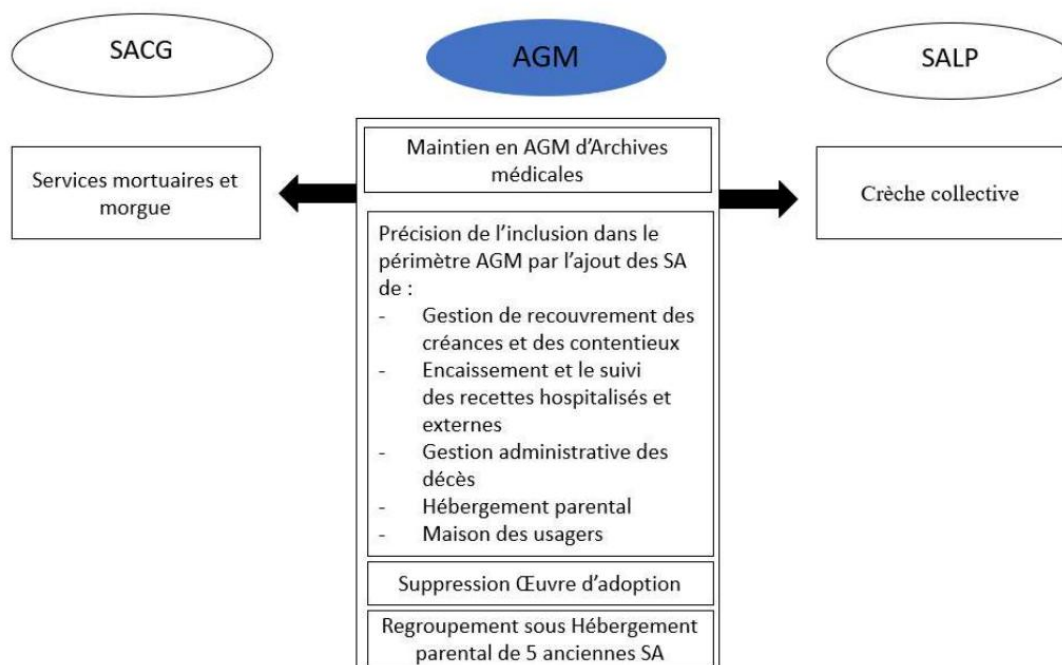 SACG
AGM
SALP
Services mortuaires et
morgue
Maintien en AGM d’Archives
médicales
Crèche collective
Précision de l’inclusion dans le
périmètre AGM par l’ajout des SA
de :
- Gestion de recouvrement des
créances et des contentieux
- Encaissement et le suivi
des recettes hospitalisés et
externes
- Gestion administrative des
décès
- Hébergement parental
- Maison des usagers
Suppression Œuvre d’adoption
Regroupement sous Hébergement
parental de 5 anciennes SA